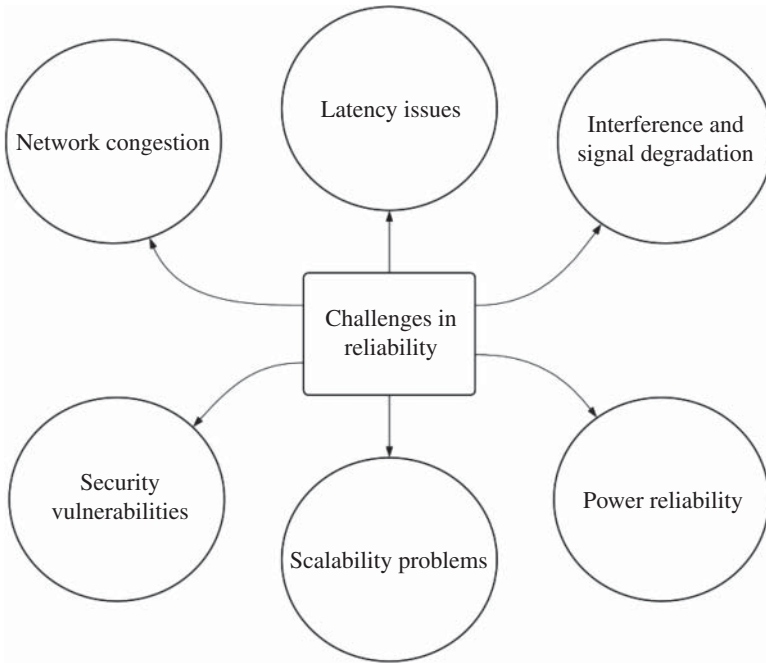 Network congestion
Latency issues
Interference and
signal degradation
Challenges in
reliability
Security
vulnerabilities
Scalability problems
Power reliability